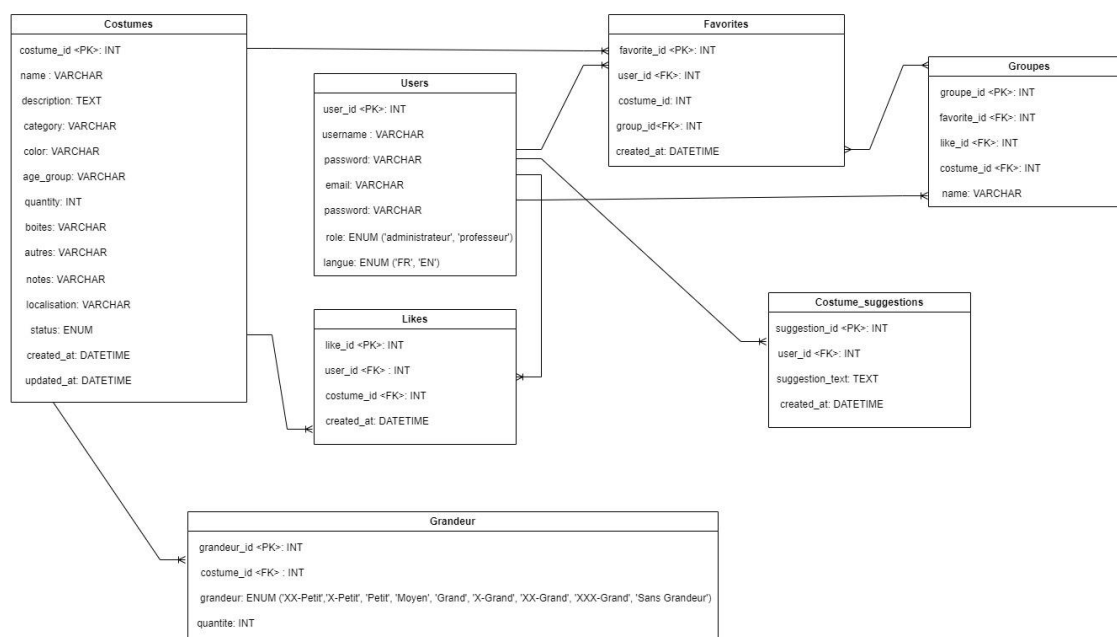 Costumes
costume_id <PK>: INT
name : VARCHAR
description: TEXT
category: VARCHAR
color: VARCHAR
age_group: VARCHAR
quantity: INT
boites: VARCHAR
autres: VARCHAR
notes: VARCHAR
localisation: VARCHAR
status: ENUM
created_at: DATETIME
updated_at: DATETIME
Users
user_id <PK>: INT
username : VARCHAR
password: VARCHAR
email: VARCHAR
password: VARCHAR
role: ENUM ('administrateur', 'professeur')
langue: ENUM ('FR', 'EN')
Favorites
favorite_id <PK>: INT
user_id <FK>: INT
costume_id: INT
group_id<FK>: INT
created_at: DATETIME
Groupes
groupe_id <PK>: INT
favorite_id <FK>: INT
like_id <FK>: INT
costume_id <FK>: INT
name: VARCHAR
Likes
like_id <PK>: INT
user_id <FK> : INT
costume_id <FK>: INT
created_at: DATETIME
Costume_suggestions
suggestion_id <PK>: INT
user_id <FK>: INT
suggestion_text: TEXT
created_at: DATETIME
Grandeur
grandeur_id <PK>: INT
costume_id <FK> : INT
grandeur: ENUM ('XX-Petit','X-Petit', 'Petit', 'Moyen', 'Grand', 'X-Grand', 'XX-Grand', 'XXX-Grand', 'Sans Grandeur')
quantite: INT